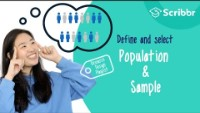 Scribbr
Define and select
Population
&
Sample